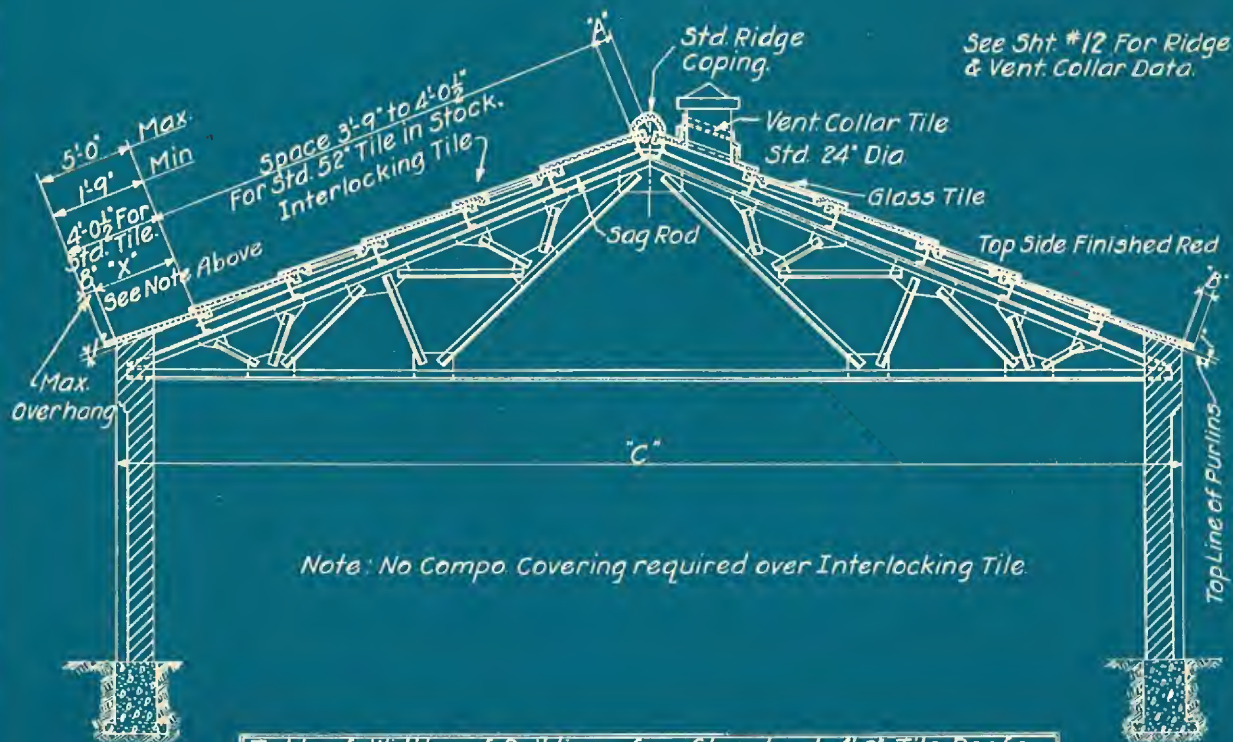 "A"
Std. Ridge
Coping.
See Sht. #12 For Ridge
& Vent. Collar Data.
5'-0" Max.
1'-9" Min
4'-0½" For
Std. Tile.
8" "X"
See Note Above
Space 3'-9" to 4'-0½"
For Std. 52" Tile in Stock.
Interlocking Tile
Vent. Collar Tile
Std. 24" Dia.
Glass Tile
Sag Rod
Top Side Finished Red
"B"
Max.
Overhang
Top Line of Purlins
"C"
Note: No Compo. Covering required over Interlocking Tile.